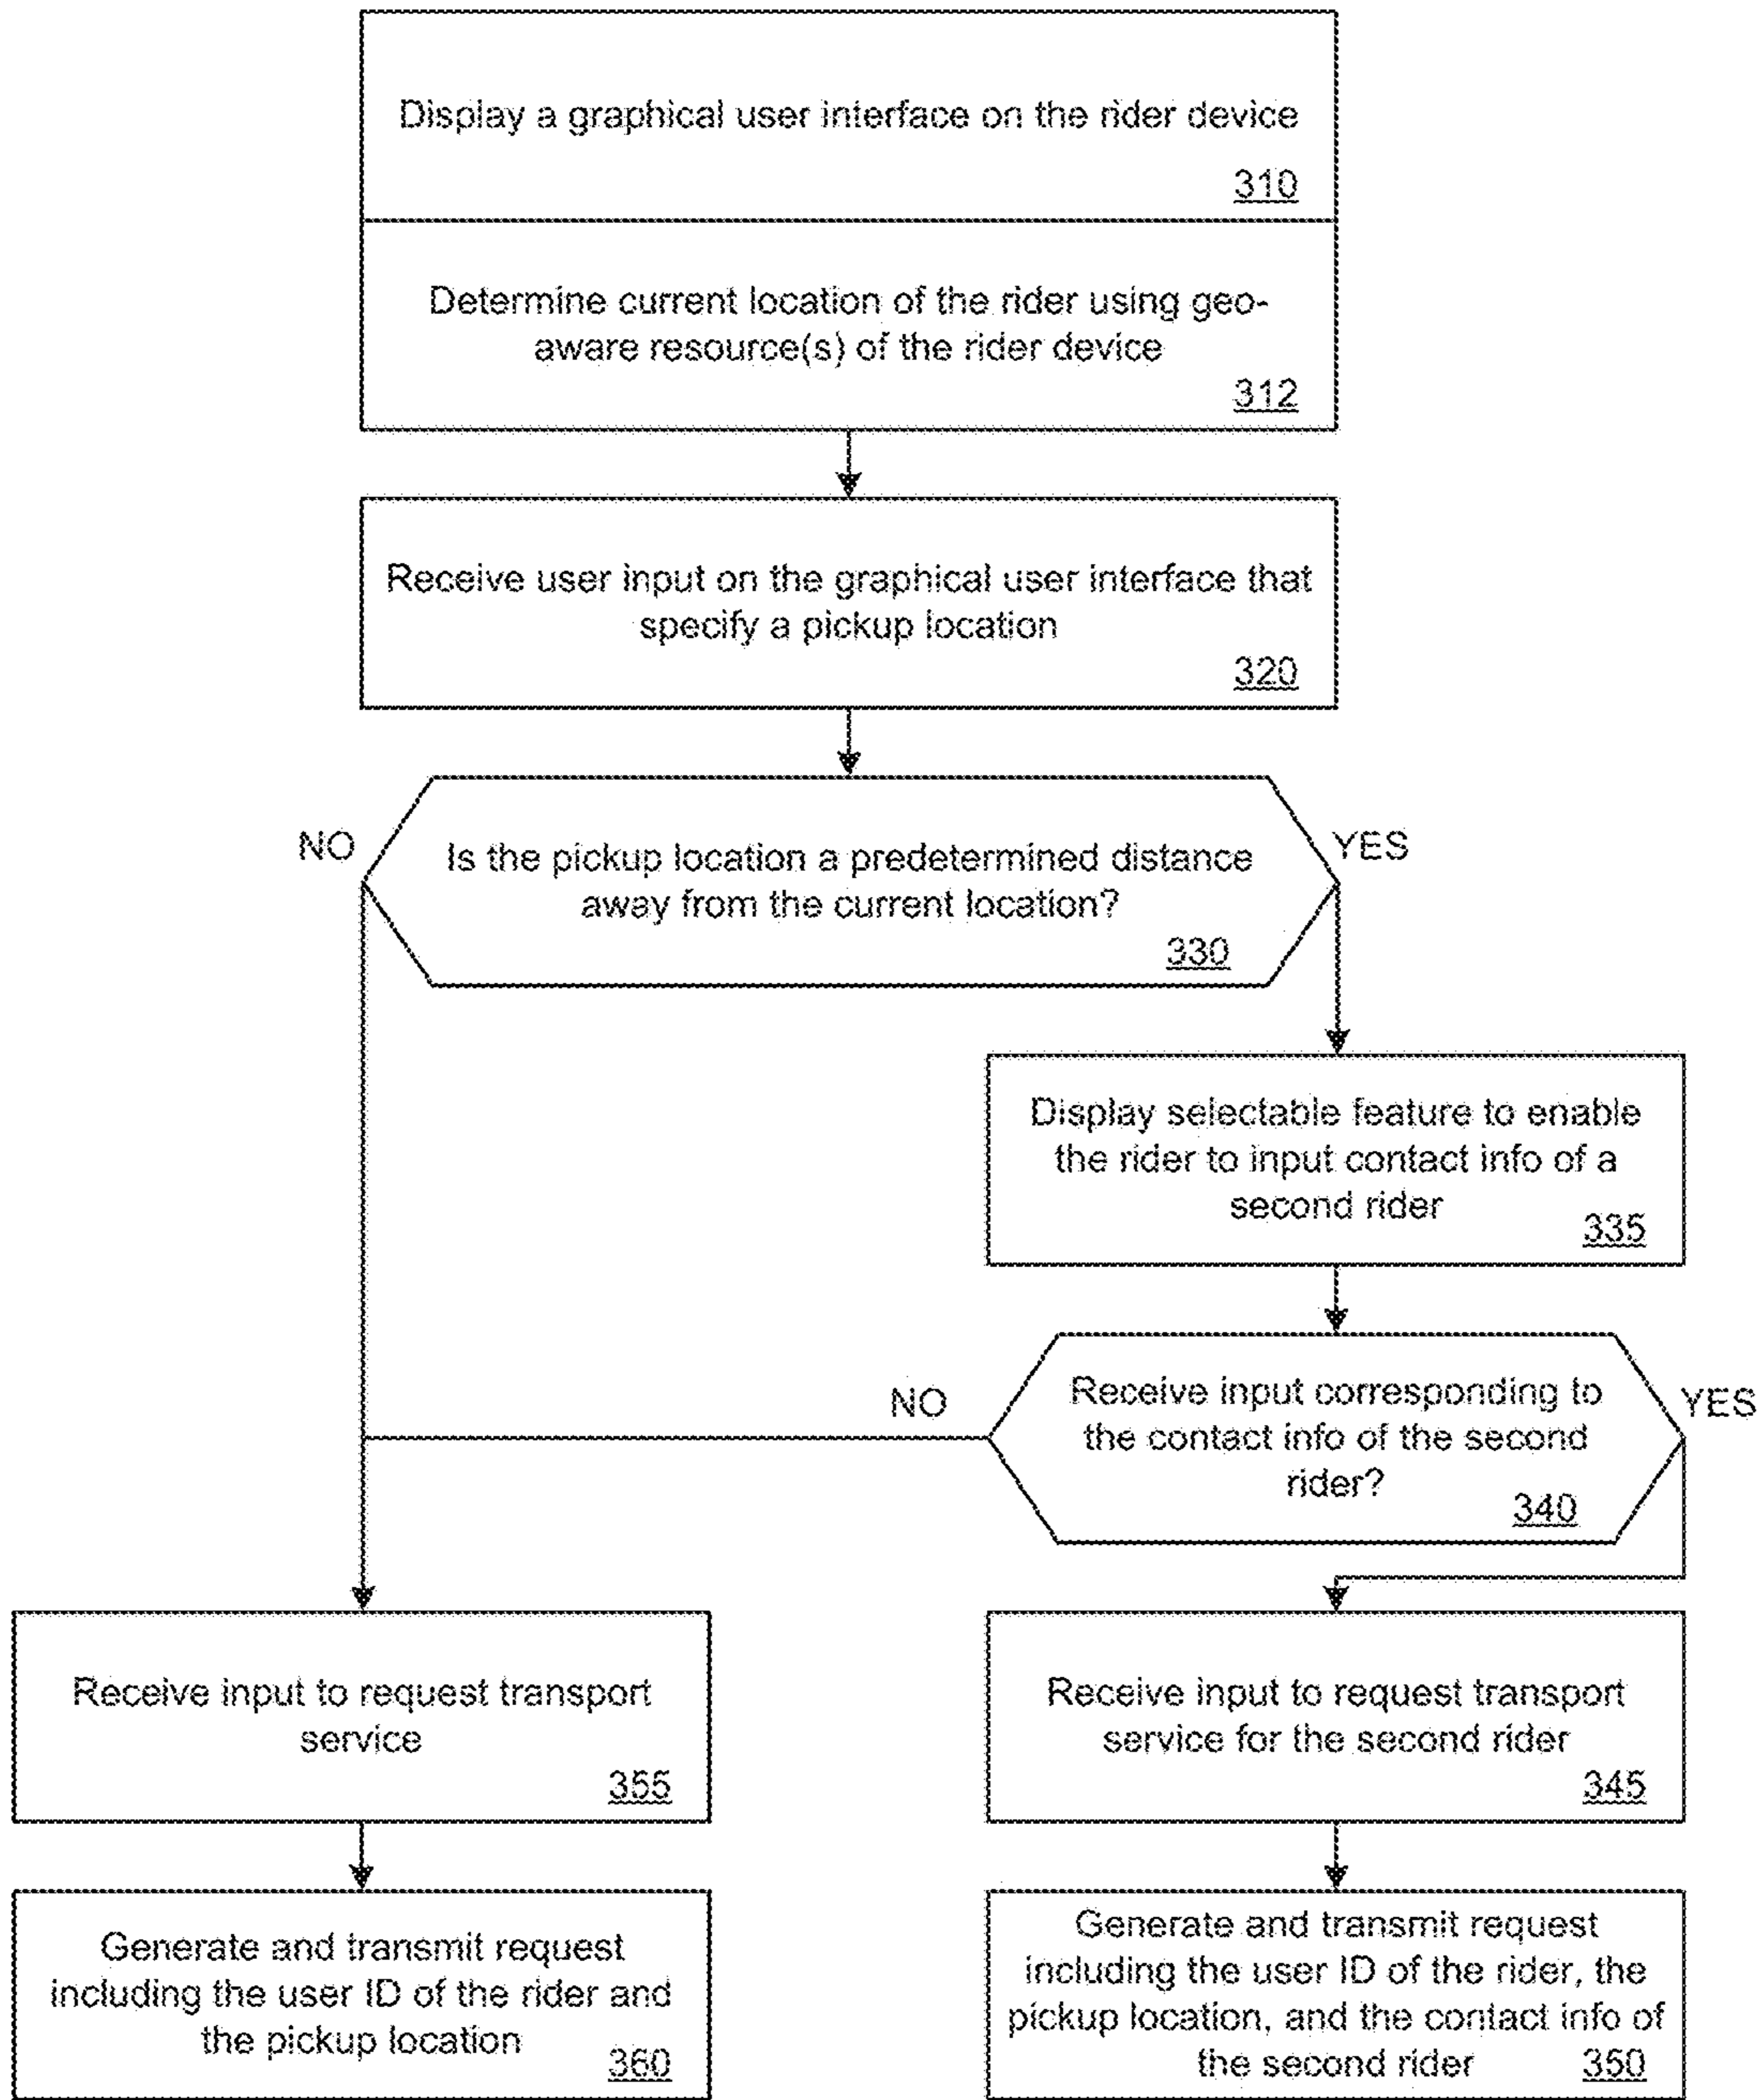 Display a graphical user interface on the rider device
310
Determine current location of the rider using geo-
aware resource(s) of the rider device
312
Receive user input on the graphical user interface that
specify a pickup location
320
NO
YES
Is the pickup location a predetermined distance
away from the current location?
330
Display selectable feature to enable
the rider to input contact info of a
second rider
335
NO
YES
Receive input corresponding to
the contact info of the second
rider?
340
Receive input to request transport
service
355
Receive input to request transport
service for the second rider
345
Generate and transmit request
including the user ID of the rider and
the pickup location
360
Generate and transmit request
including the user ID of the rider, the
pickup location, and the contact info of
the second rider
350